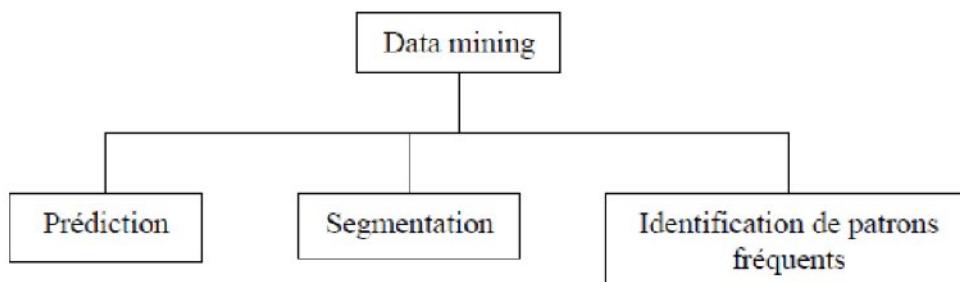 Data mining
Prédiction
Segmentation
Identification de patrons
fréquents